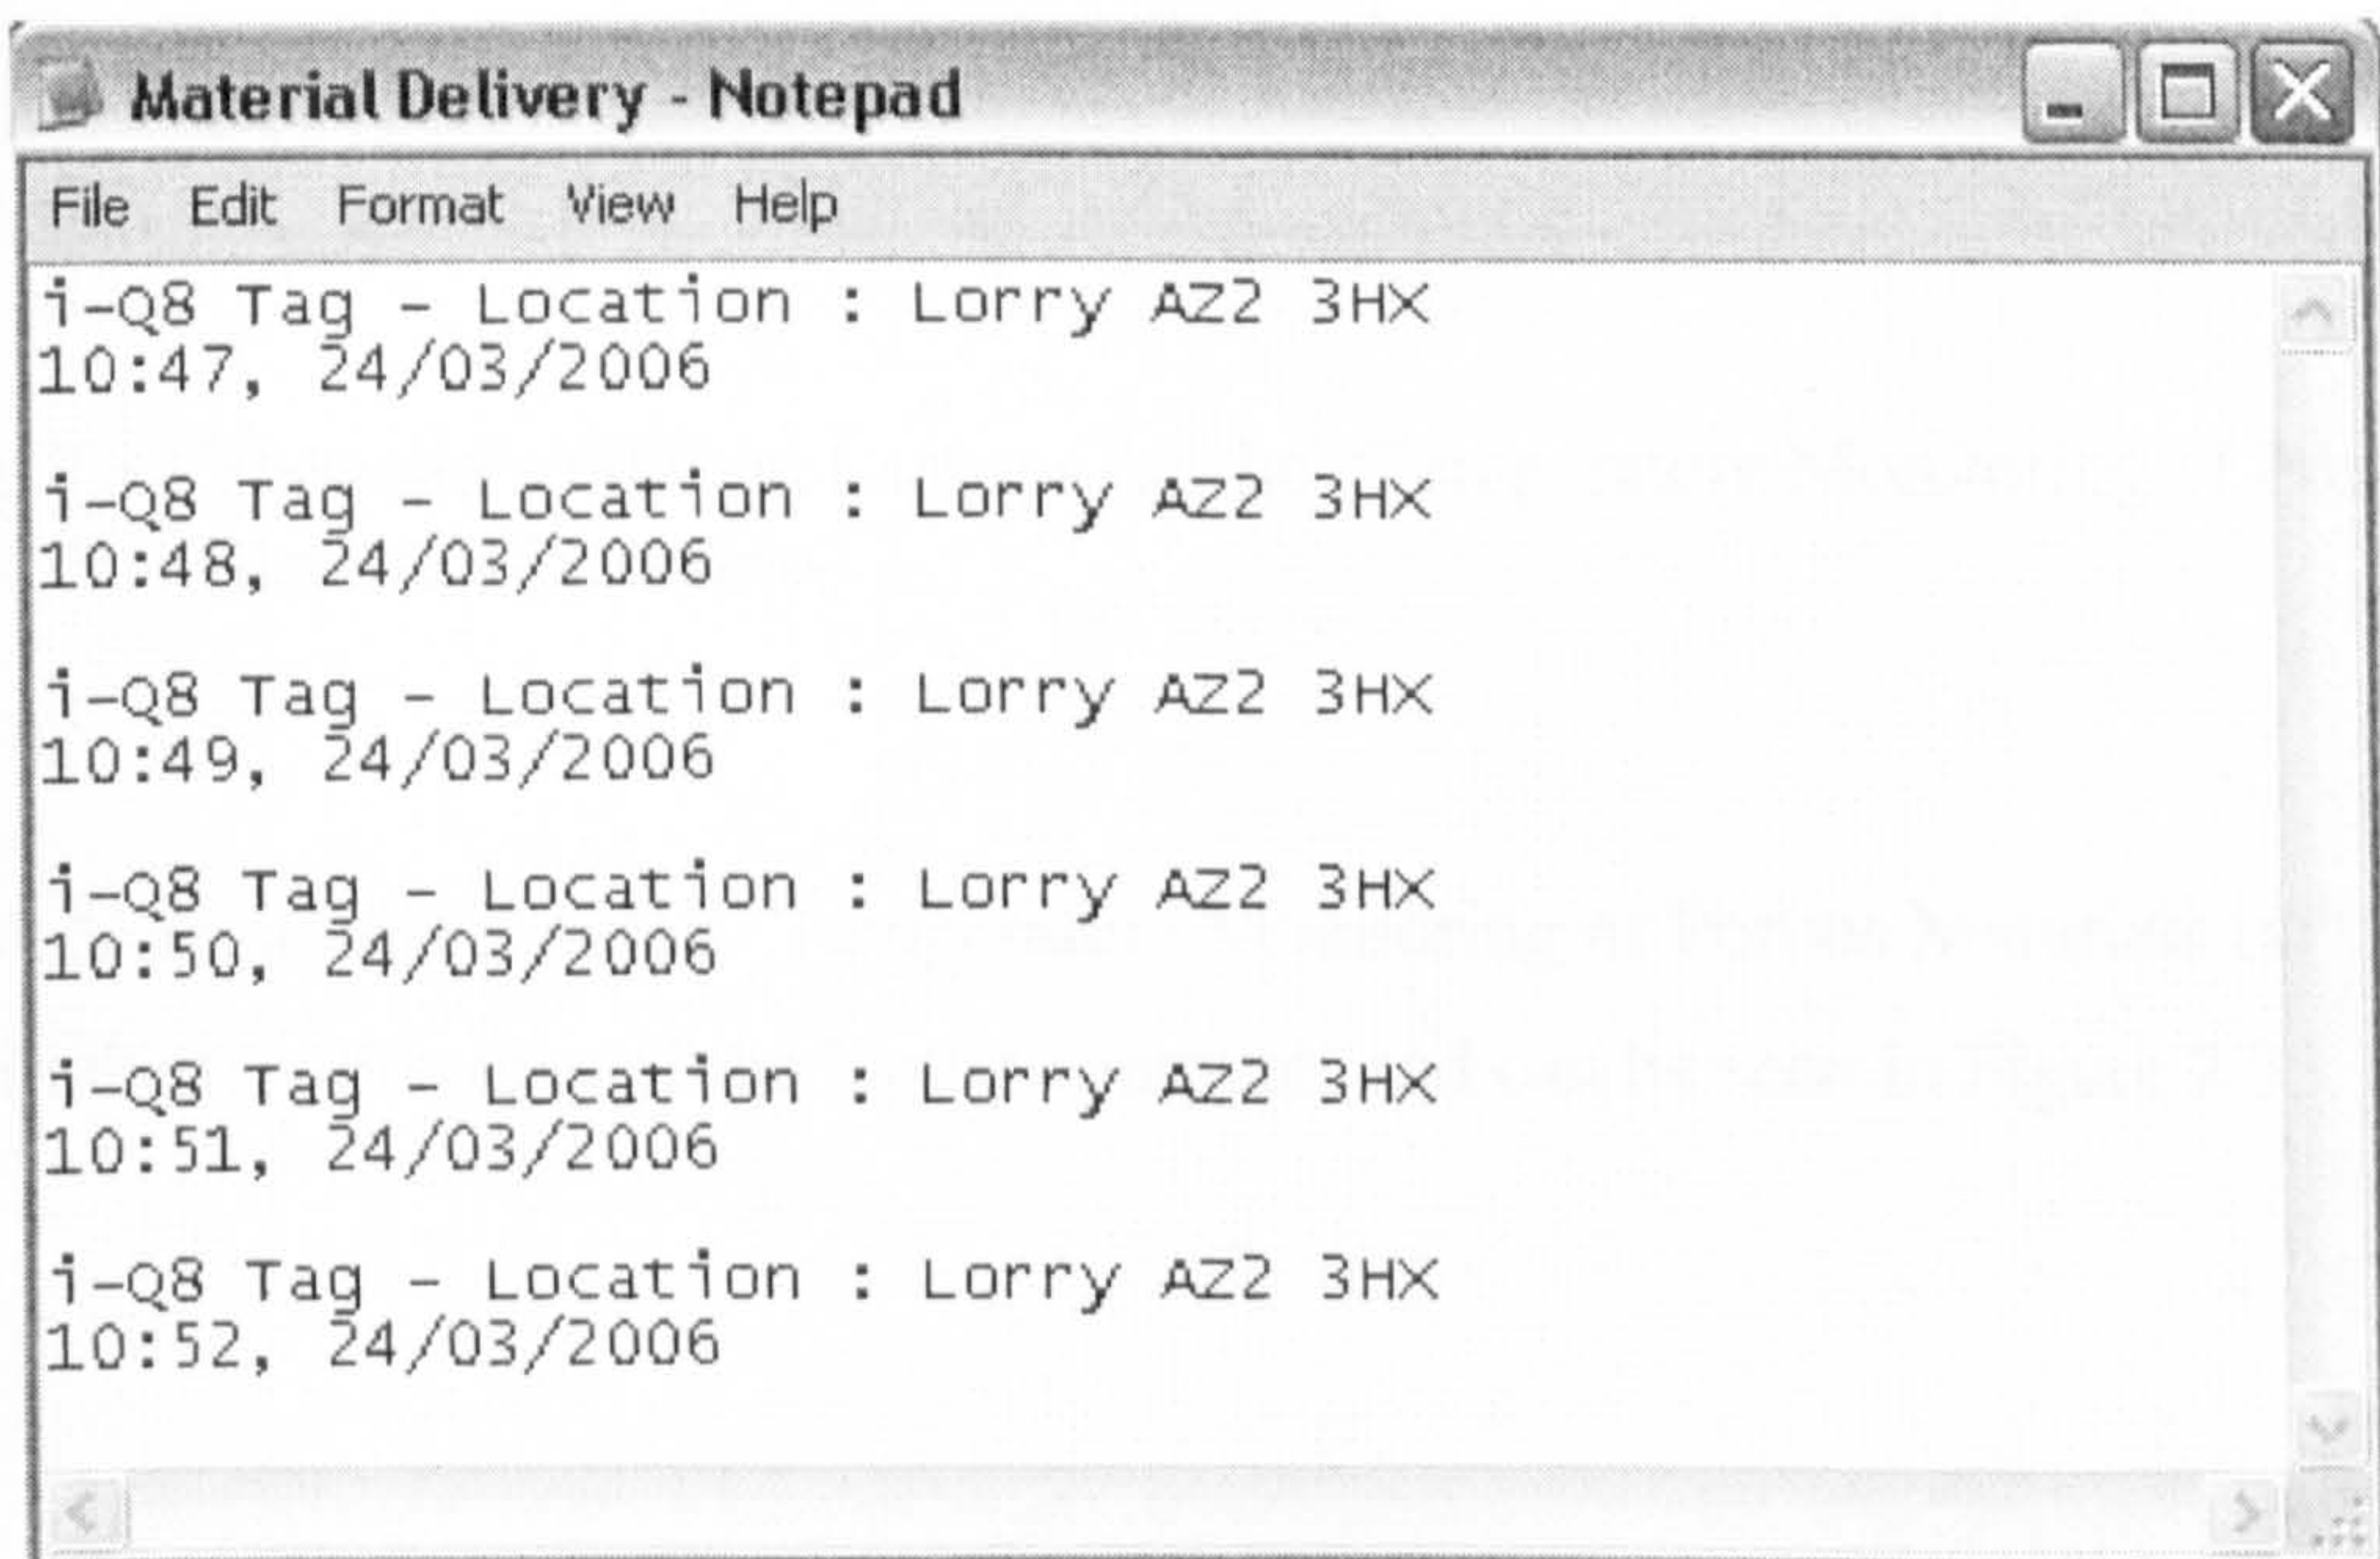 Material Delivery - Notepad
File Edit Format View Help
i-Q8 Tag - Location : Lorry AZ2 3HX
10:47, 24/03/2006
i-Q8 Tag - Location : Lorry AZ2 3HX
10:48, 24/03/2006
i-Q8 Tag - Location : Lorry AZ2 3HX
10:49, 24/03/2006
i-Q8 Tag - Location : Lorry AZ2 3HX
10:50, 24/03/2006
i-Q8 Tag - Location : Lorry AZ2 3HX
10:51, 24/03/2006
i-Q8 Tag - Location : Lorry AZ2 3HX
10:52, 24/03/2006